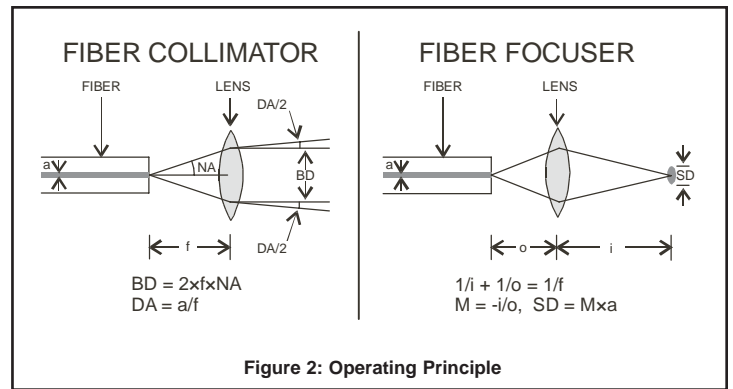 FIBER COLLIMATOR
FIBER
LENS
DA/2
a
NA
BD
f
DA/2
BD = 2×f×NA
DA = a/f
FIBER FOCUSER
FIBER
LENS
a
SD
o
i
1/i + 1/o = 1/f
M = -i/o, SD = M×a
Figure 2: Operating Principle